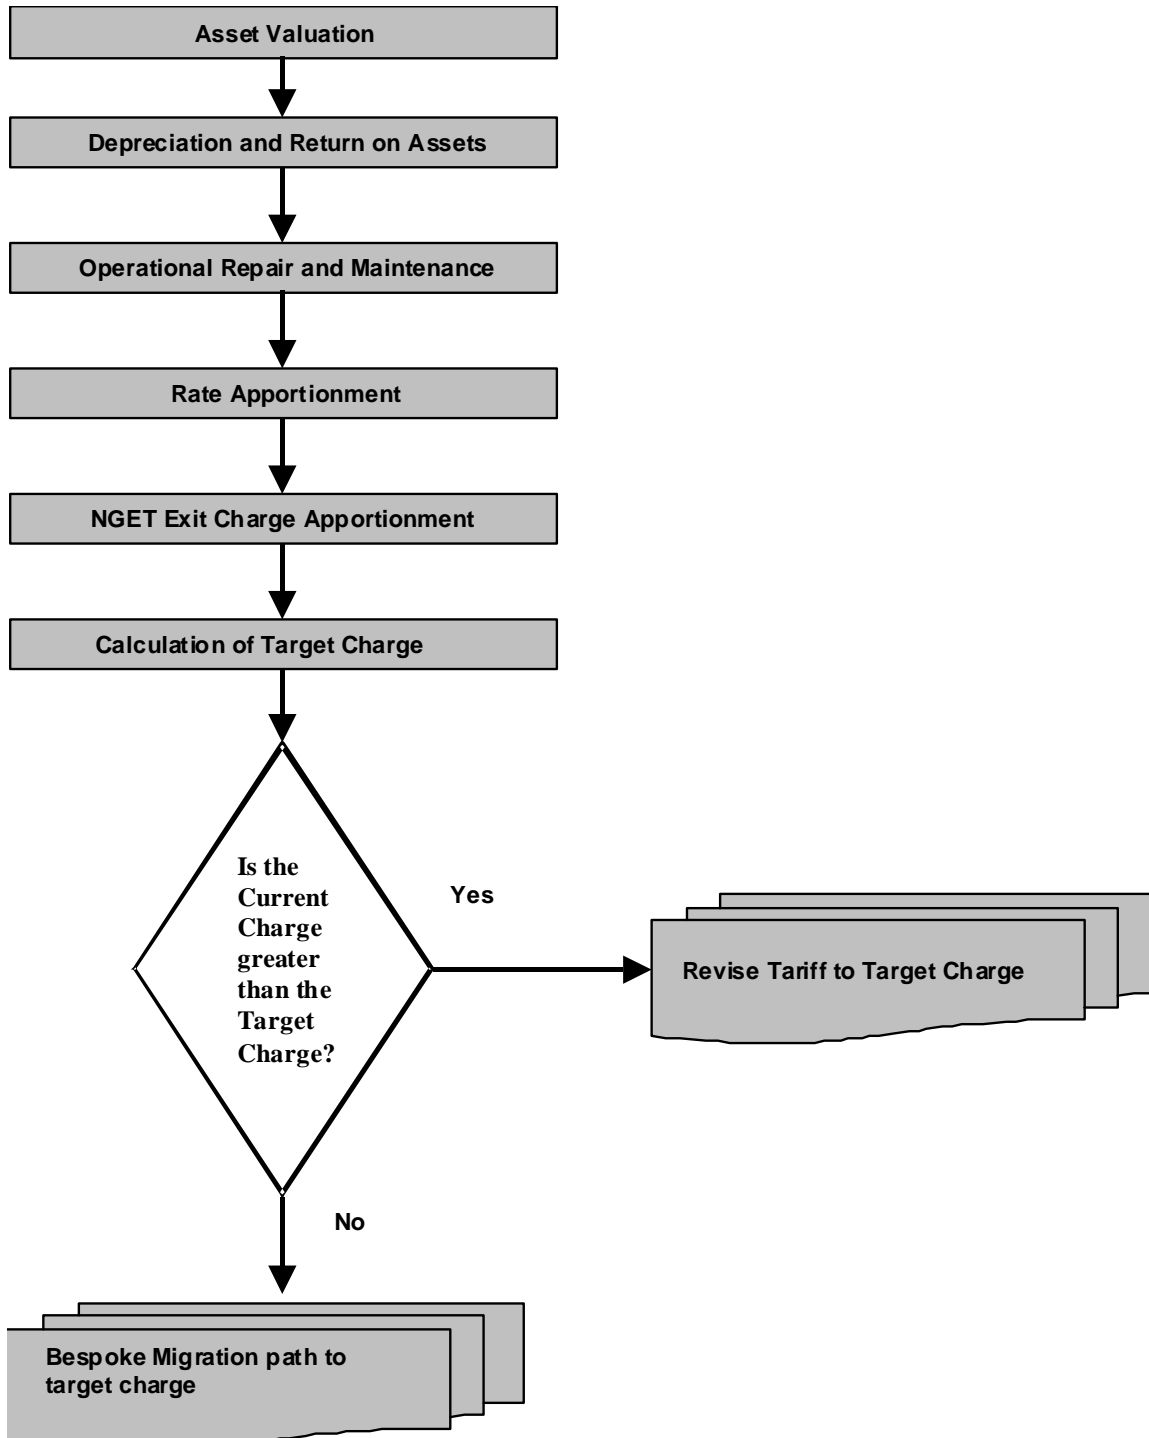 Asset Valuation
Depreciation and Return on Assets
Operational Repair and Maintenance
Rate Apportionment
NGET Exit Charge Apportionment
Calculation of Target Charge
Is the
Current
Charge
greater
than the
Target
Charge?
Yes
Revise Tariff to Target Charge
No
Bespoke Migration path to
target charge